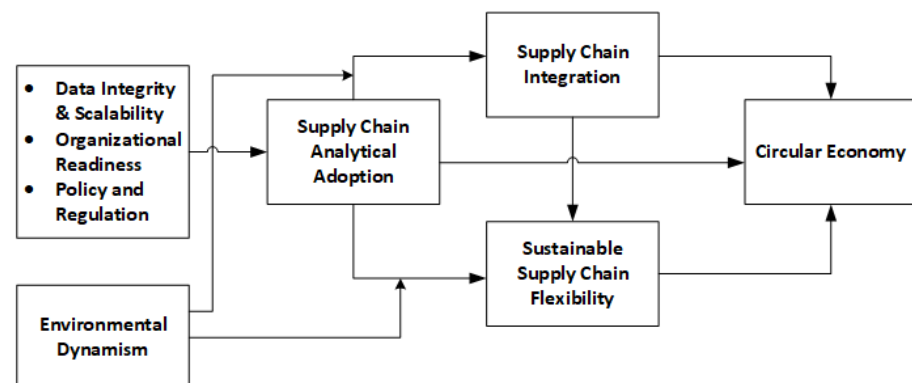 Supply Chain
Integration
• Data Integrity
& Scalability
• Organizational
Readiness
• Policy and
Regulation
Supply Chain
Analytical
Adoption
Circular Economy
Sustainable
Supply Chain
Flexibility
Environmental
Dynamism